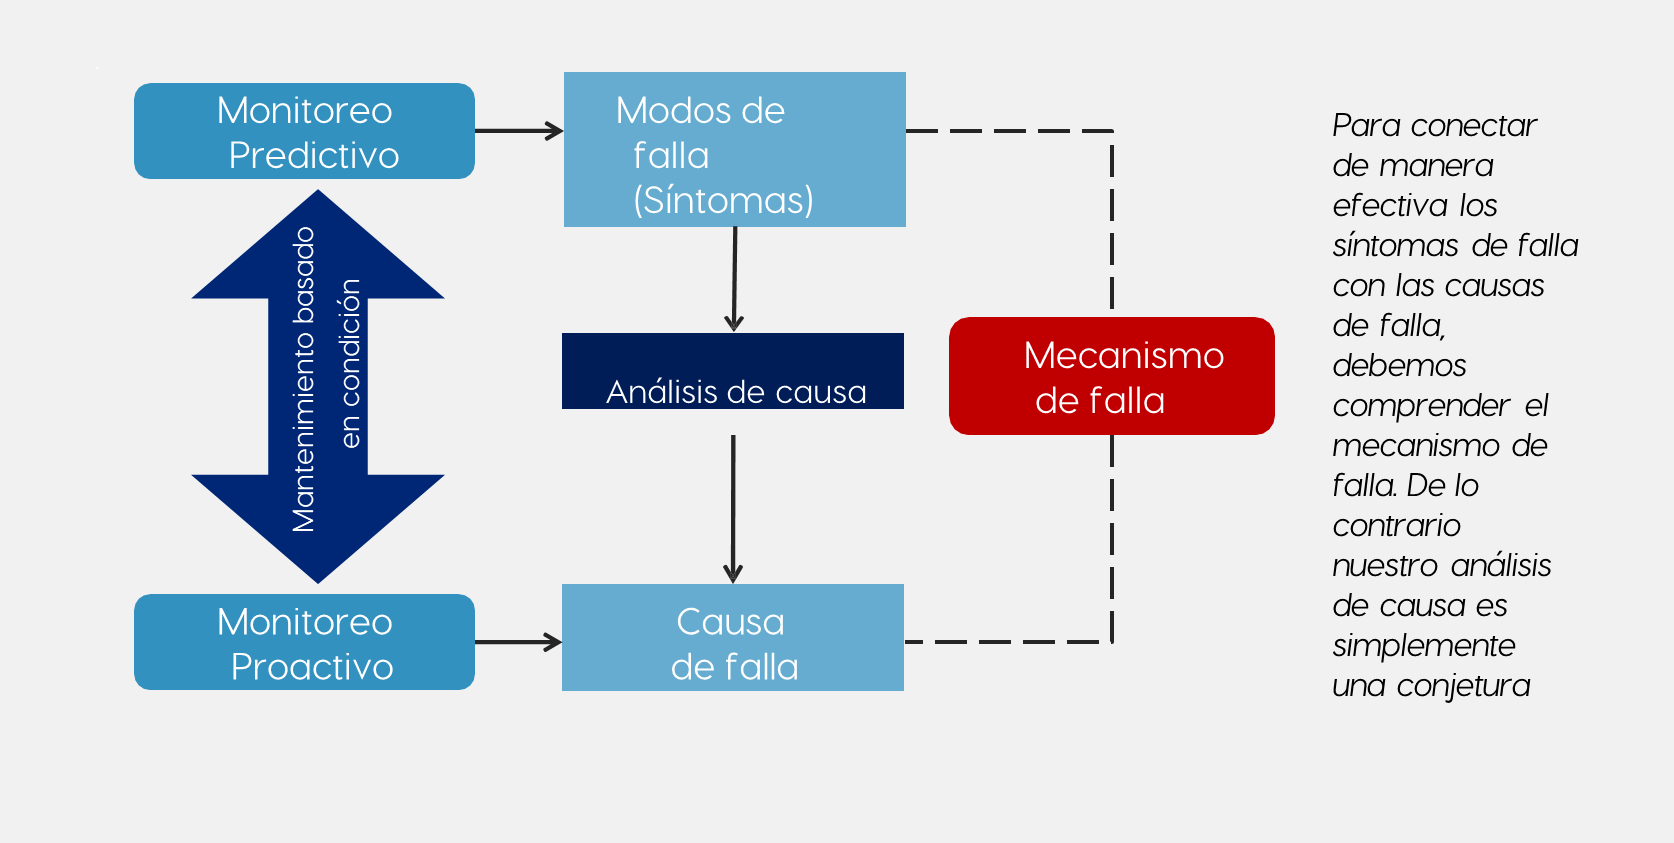 Monitoreo
Predictivo
Modos de
falla
(Síntomas)
Mantenimiento basado
en condición
Análisis de causa
Mecanismo
de falla
Monitoreo
Proactivo
Causa
de falla
Para conectar
de manera
efectiva los
síntomas de falla
con las causas
de falla,
debemos
comprender el
mecanismo de
falla. De lo
contrario
nuestro análisis
de causa es
simplemente
una conjetura